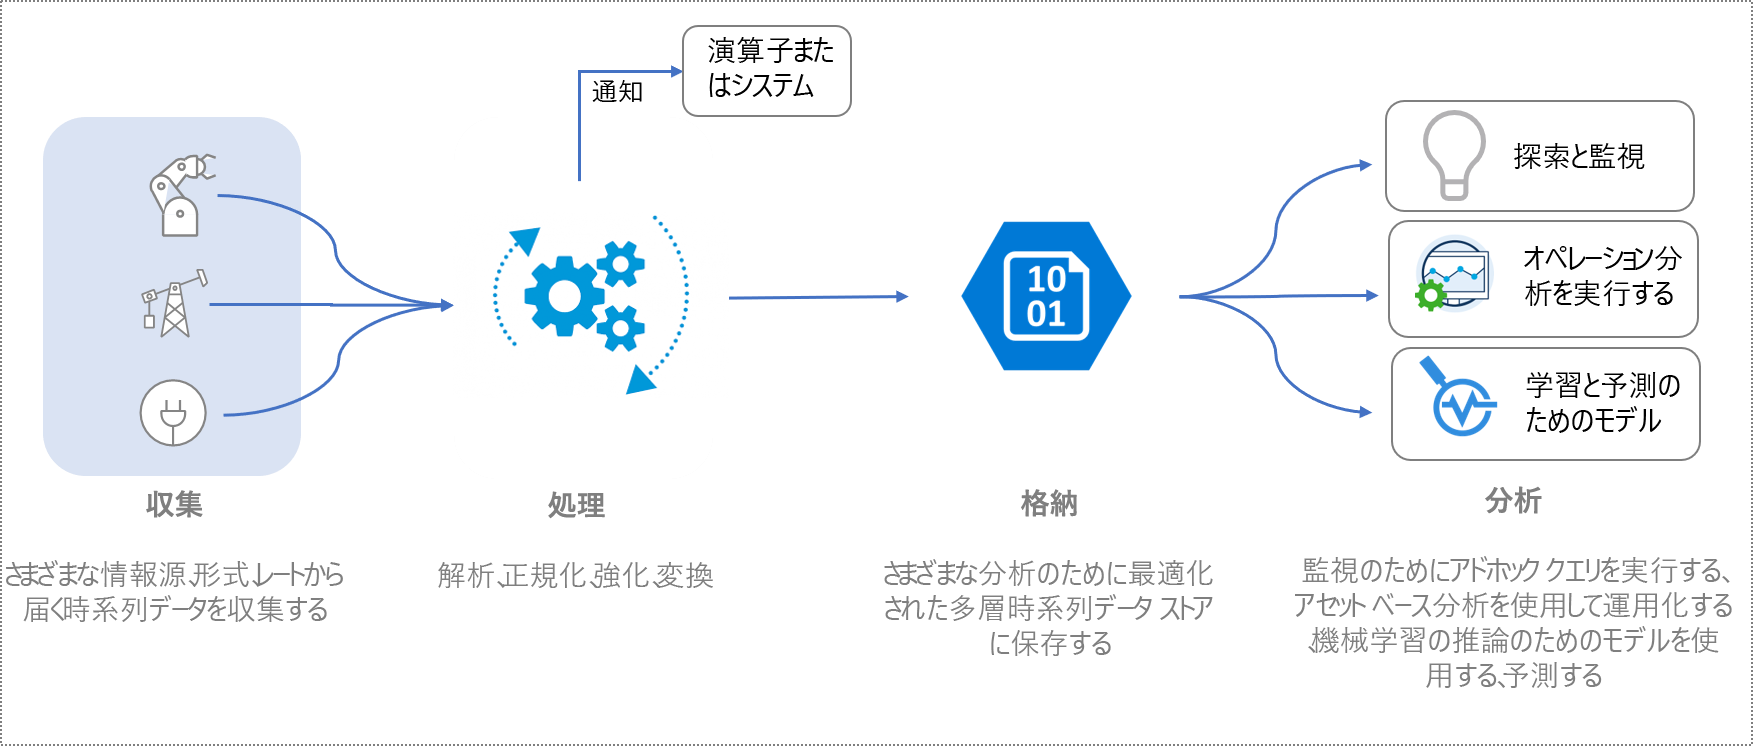 演算子また
はシステム
通知
探索と監視
オペレーション分
析を実行する
学習と予測の
ためのモデル
10
01
収集
さまざまな情報源、形式、レートから
届く時系列データを収集する
処理
解析、正規化、強化、変換
格納
さまざまな分析のために最適化
された多層時系列データ ストア
に保存する
分析
監視のためにアドホック クエリを実行する、
アセット ベース分析を使用して運用化する
、機械学習の推論のためのモデルを使
用する、予測する